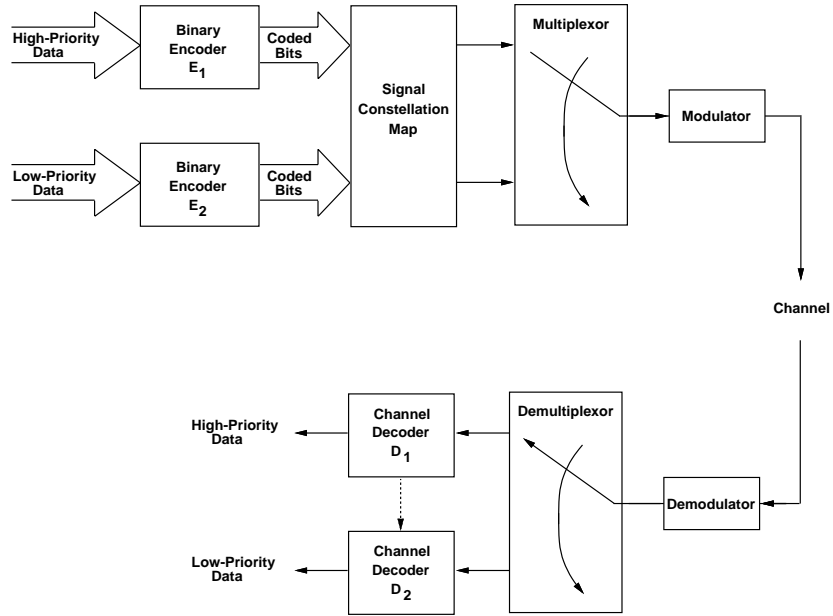 High-Priority
Data
Binary
Encoder
E1
Coded
Bits
Signal
Constellation
Map
Multiplexor
Modulator
Low-Priority
Data
Binary
Encoder
E2
Coded
Bits
Channel
High-Priority
Data
Channel
Decoder
D1
Demultiplexor
Demodulator
Low-Priority
Data
Channel
Decoder
D2